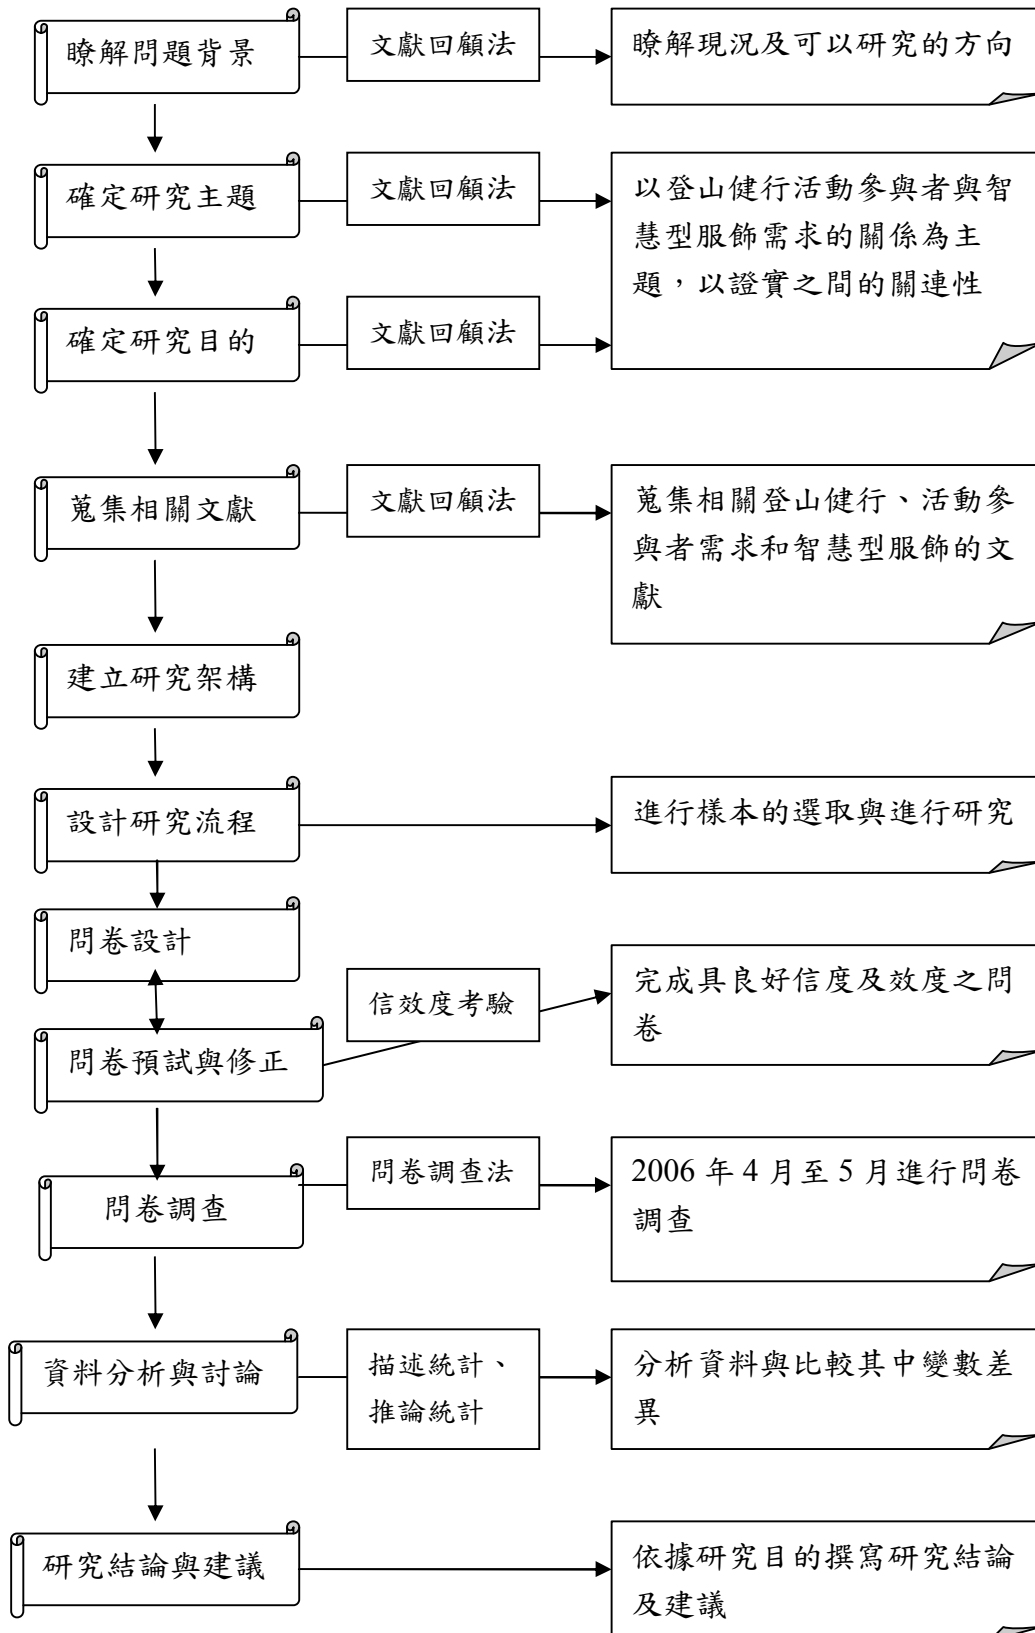 瞭解問題背景
文獻回顧法
瞭解現況及可以研究的方向
確定研究主題
文獻回顧法
以登山健行活動參與者與智
慧型服飾需求的關係為主
題，以證實之間的關連性
確定研究目的
文獻回顧法
蒐集相關文獻
文獻回顧法
蒐集相關登山健行、活動參
與者需求和智慧型服飾的文
獻
建立研究架構
設計研究流程
進行樣本的選取與進行研究
問卷設計
問卷預試與修正
信效度考驗
完成具良好信度及效度之問
卷
問卷調查
問卷調查法
2006 年 4 月至 5 月進行問卷
調查
資料分析與討論
描述統計、
推論統計
分析資料與比較其中變數差
異
研究結論與建議
依據研究目的撰寫研究結論
及建議